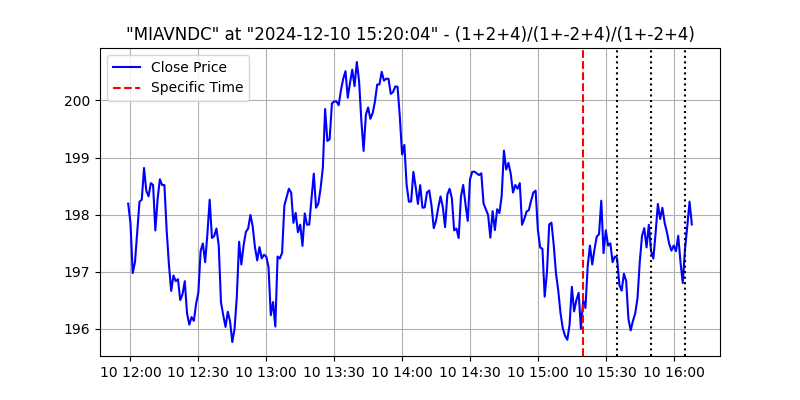 "MIAVNDC" at "2024-12-10 15:20:04" - (1+2+4)/(1+-2+4)/(1+-2+4)
Close Price
Specific Time
200
199
198
197
196
10 12:00 10 12:30 10 13:00 10 13:30 10 14:00 10 14:30 10 15:00 10 15:30 10 16:00